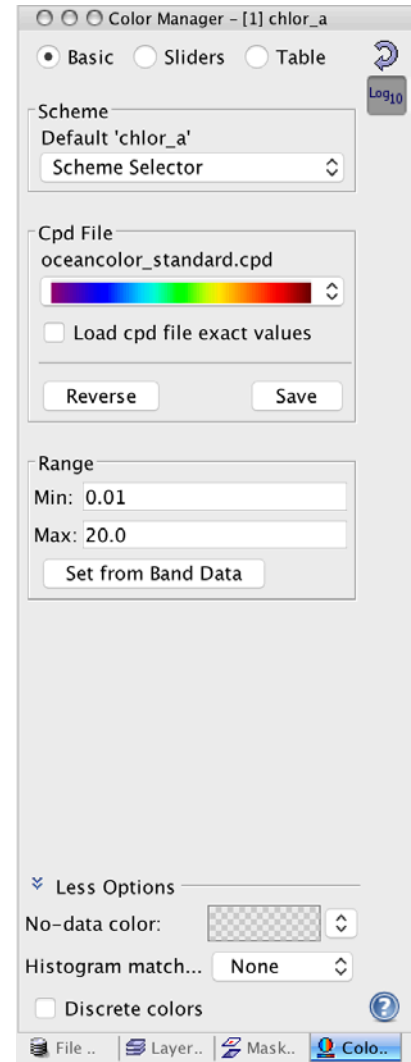 Color Manager - [1] chlor_a
Basic Sliders Table
Log10
Scheme
Default 'chlor_a'
Scheme Selector
Cpd File
oceancolor_standard.cpd
Load cpd file exact values
Reverse Save
Range
Min: 0.01
Max: 20.0
Set from Band Data
Less Options
No-data color:
Histogram match... None
Discrete colors
?
File .. Layer.. Mask.. Colo..